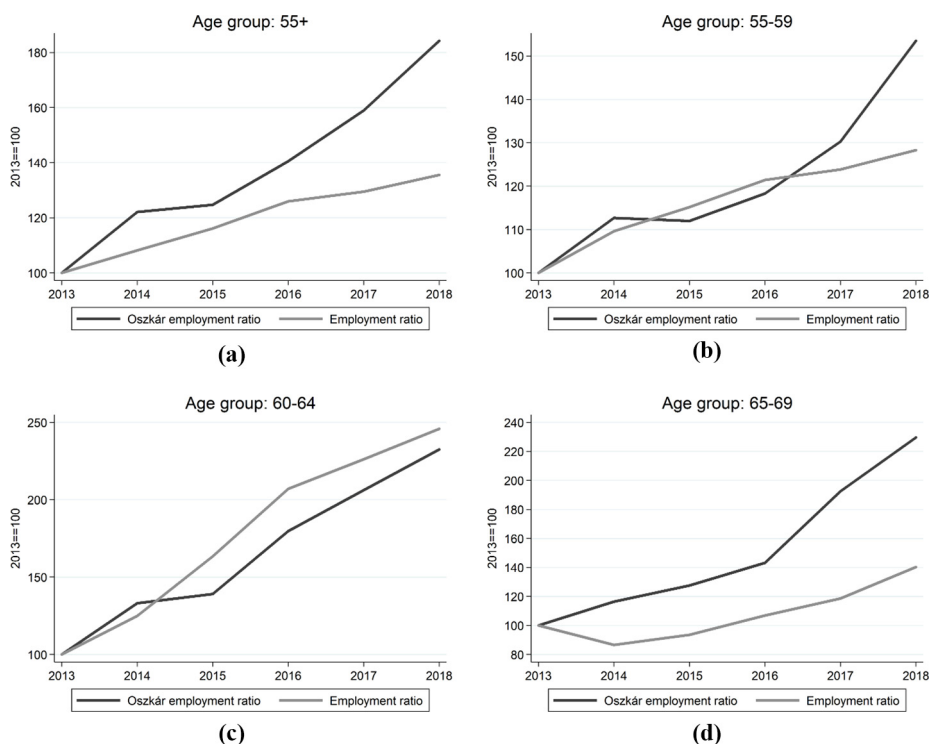 Age group: 55+
2013==100
180
160
140
120
100
2013 2014 2015 2016 2017 2018
Oszkár employment ratio Employment ratio
(a)
Age group: 55-59
2013==100
150
140
130
120
110
100
2013 2014 2015 2016 2017 2018
Oszkár employment ratio Employment ratio
(b)
Age group: 60-64
2013==100
250
200
150
100
2013 2014 2015 2016 2017 2018
Oszkár employment ratio Employment ratio
(c)
Age group: 65-69
2013==100
240
220
200
180
160
140
120
100
80
2013 2014 2015 2016 2017 2018
Oszkár employment ratio Employment ratio
(d)